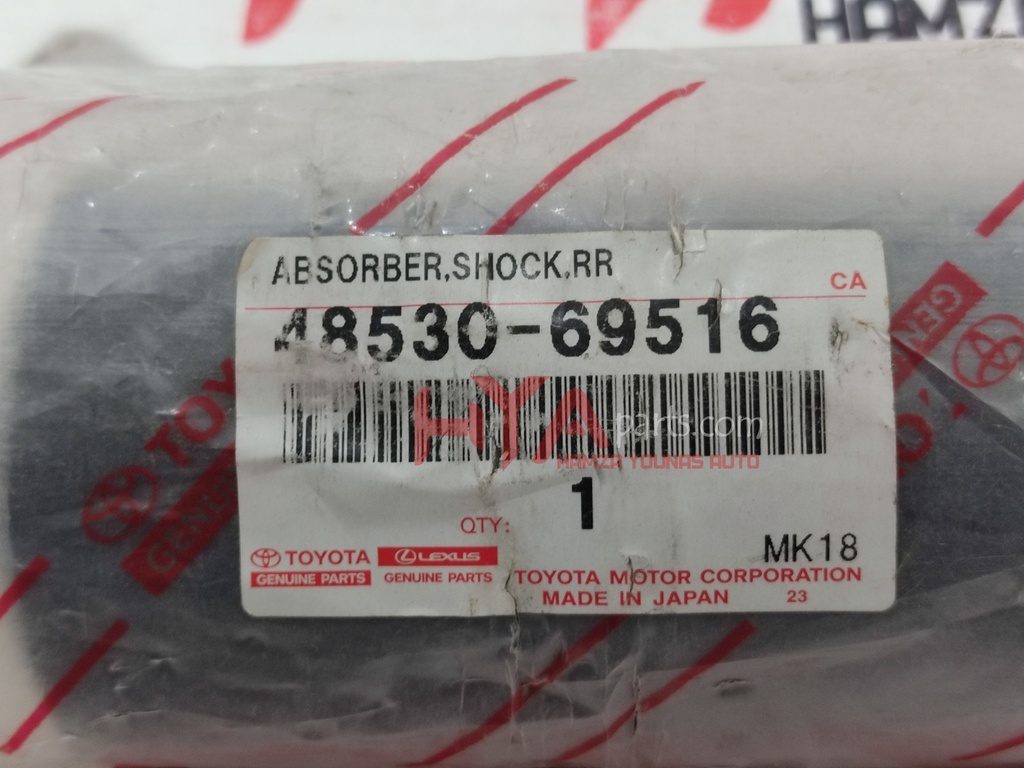 HAMZA
ABSORBER,SHOCK,RR
CA
48530-69516
HYA parts.com
HAMZA YOUNAS AUTO
QTY: 1
MK18
TOYOTA LEXUS
GENUINE PARTS GENUINE PARTS
TOYOTA MOTOR CORPORATION
MADE IN JAPAN 23